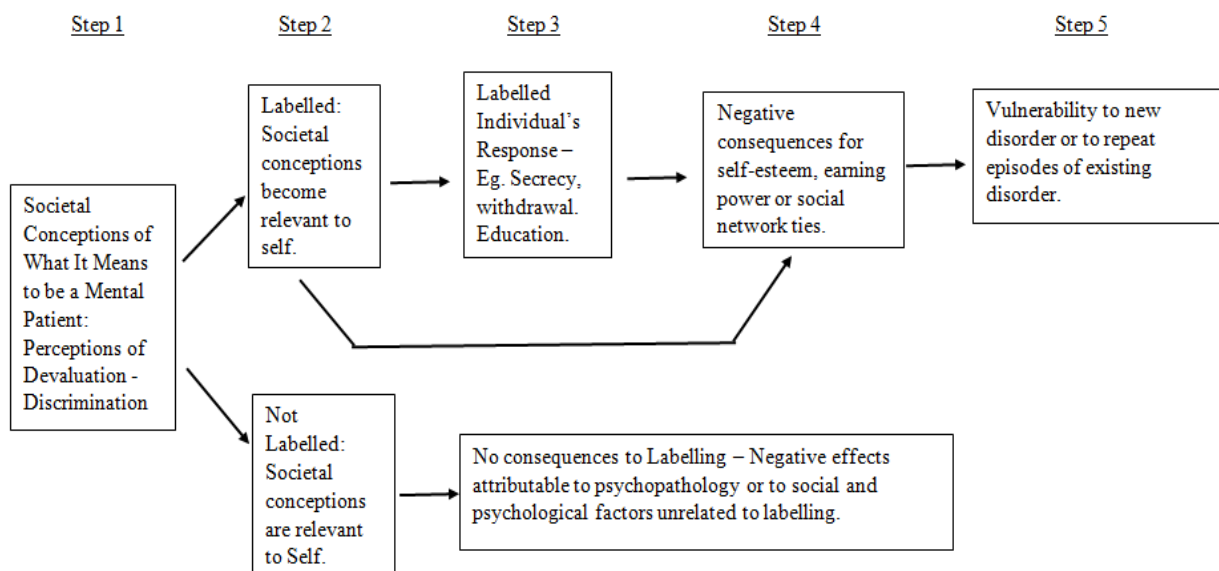 Step 1
Step 2
Step 3
Step 4
Step 5
Societal
Conceptions of
What It Means
to be a Mental
Patient:
Perceptions of
Devaluation -
Discrimination
Labelled:
Societal
conceptions
become
relevant to
self.
Labelled
Individual’s
Response –
Eg. Secrecy,
withdrawal.
Education.
Negative
consequences for
self-esteem, earning
power or social
network ties.
Vulnerability to new
disorder or to repeat
episodes of existing
disorder.
Not
Labelled:
Societal
conceptions
are relevant
to Self.
No consequences to Labelling – Negative effects
attributable to psychopathology or to social and
psychological factors unrelated to labelling.